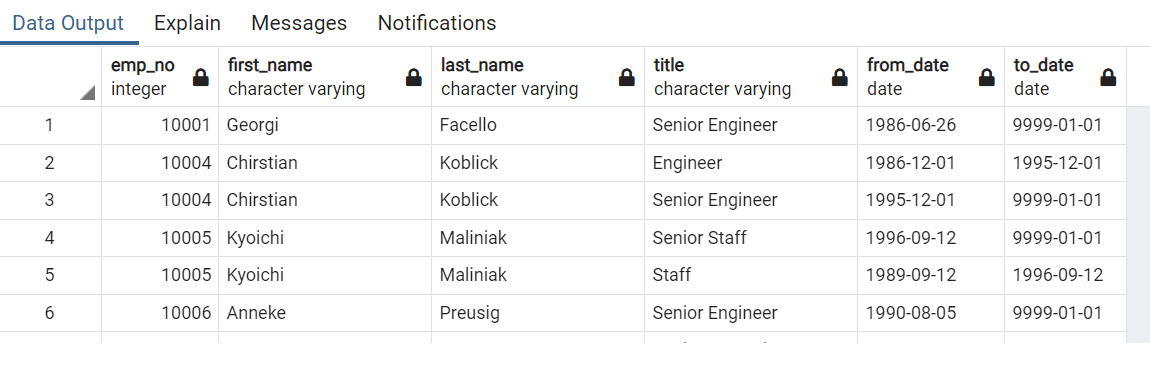 Data Output Explain Messages Notifications
emp_no first_name last_name title from_date to_date
integer character varying character varying character varying date date
1 10001 Georgi Facello Senior Engineer 1986-06-26 9999-01-01
2 10004 Chirstian Koblick Engineer 1986-12-01 1995-12-01
3 10004 Chirstian Koblick Senior Engineer 1995-12-01 9999-01-01
4 10005 Kyoichi Maliniak Senior Staff 1996-09-12 9999-01-01
5 10005 Kyoichi Maliniak Staff 1989-09-12 1996-09-12
6 10006 Anneke Preusig Senior Engineer 1990-08-05 9999-01-01